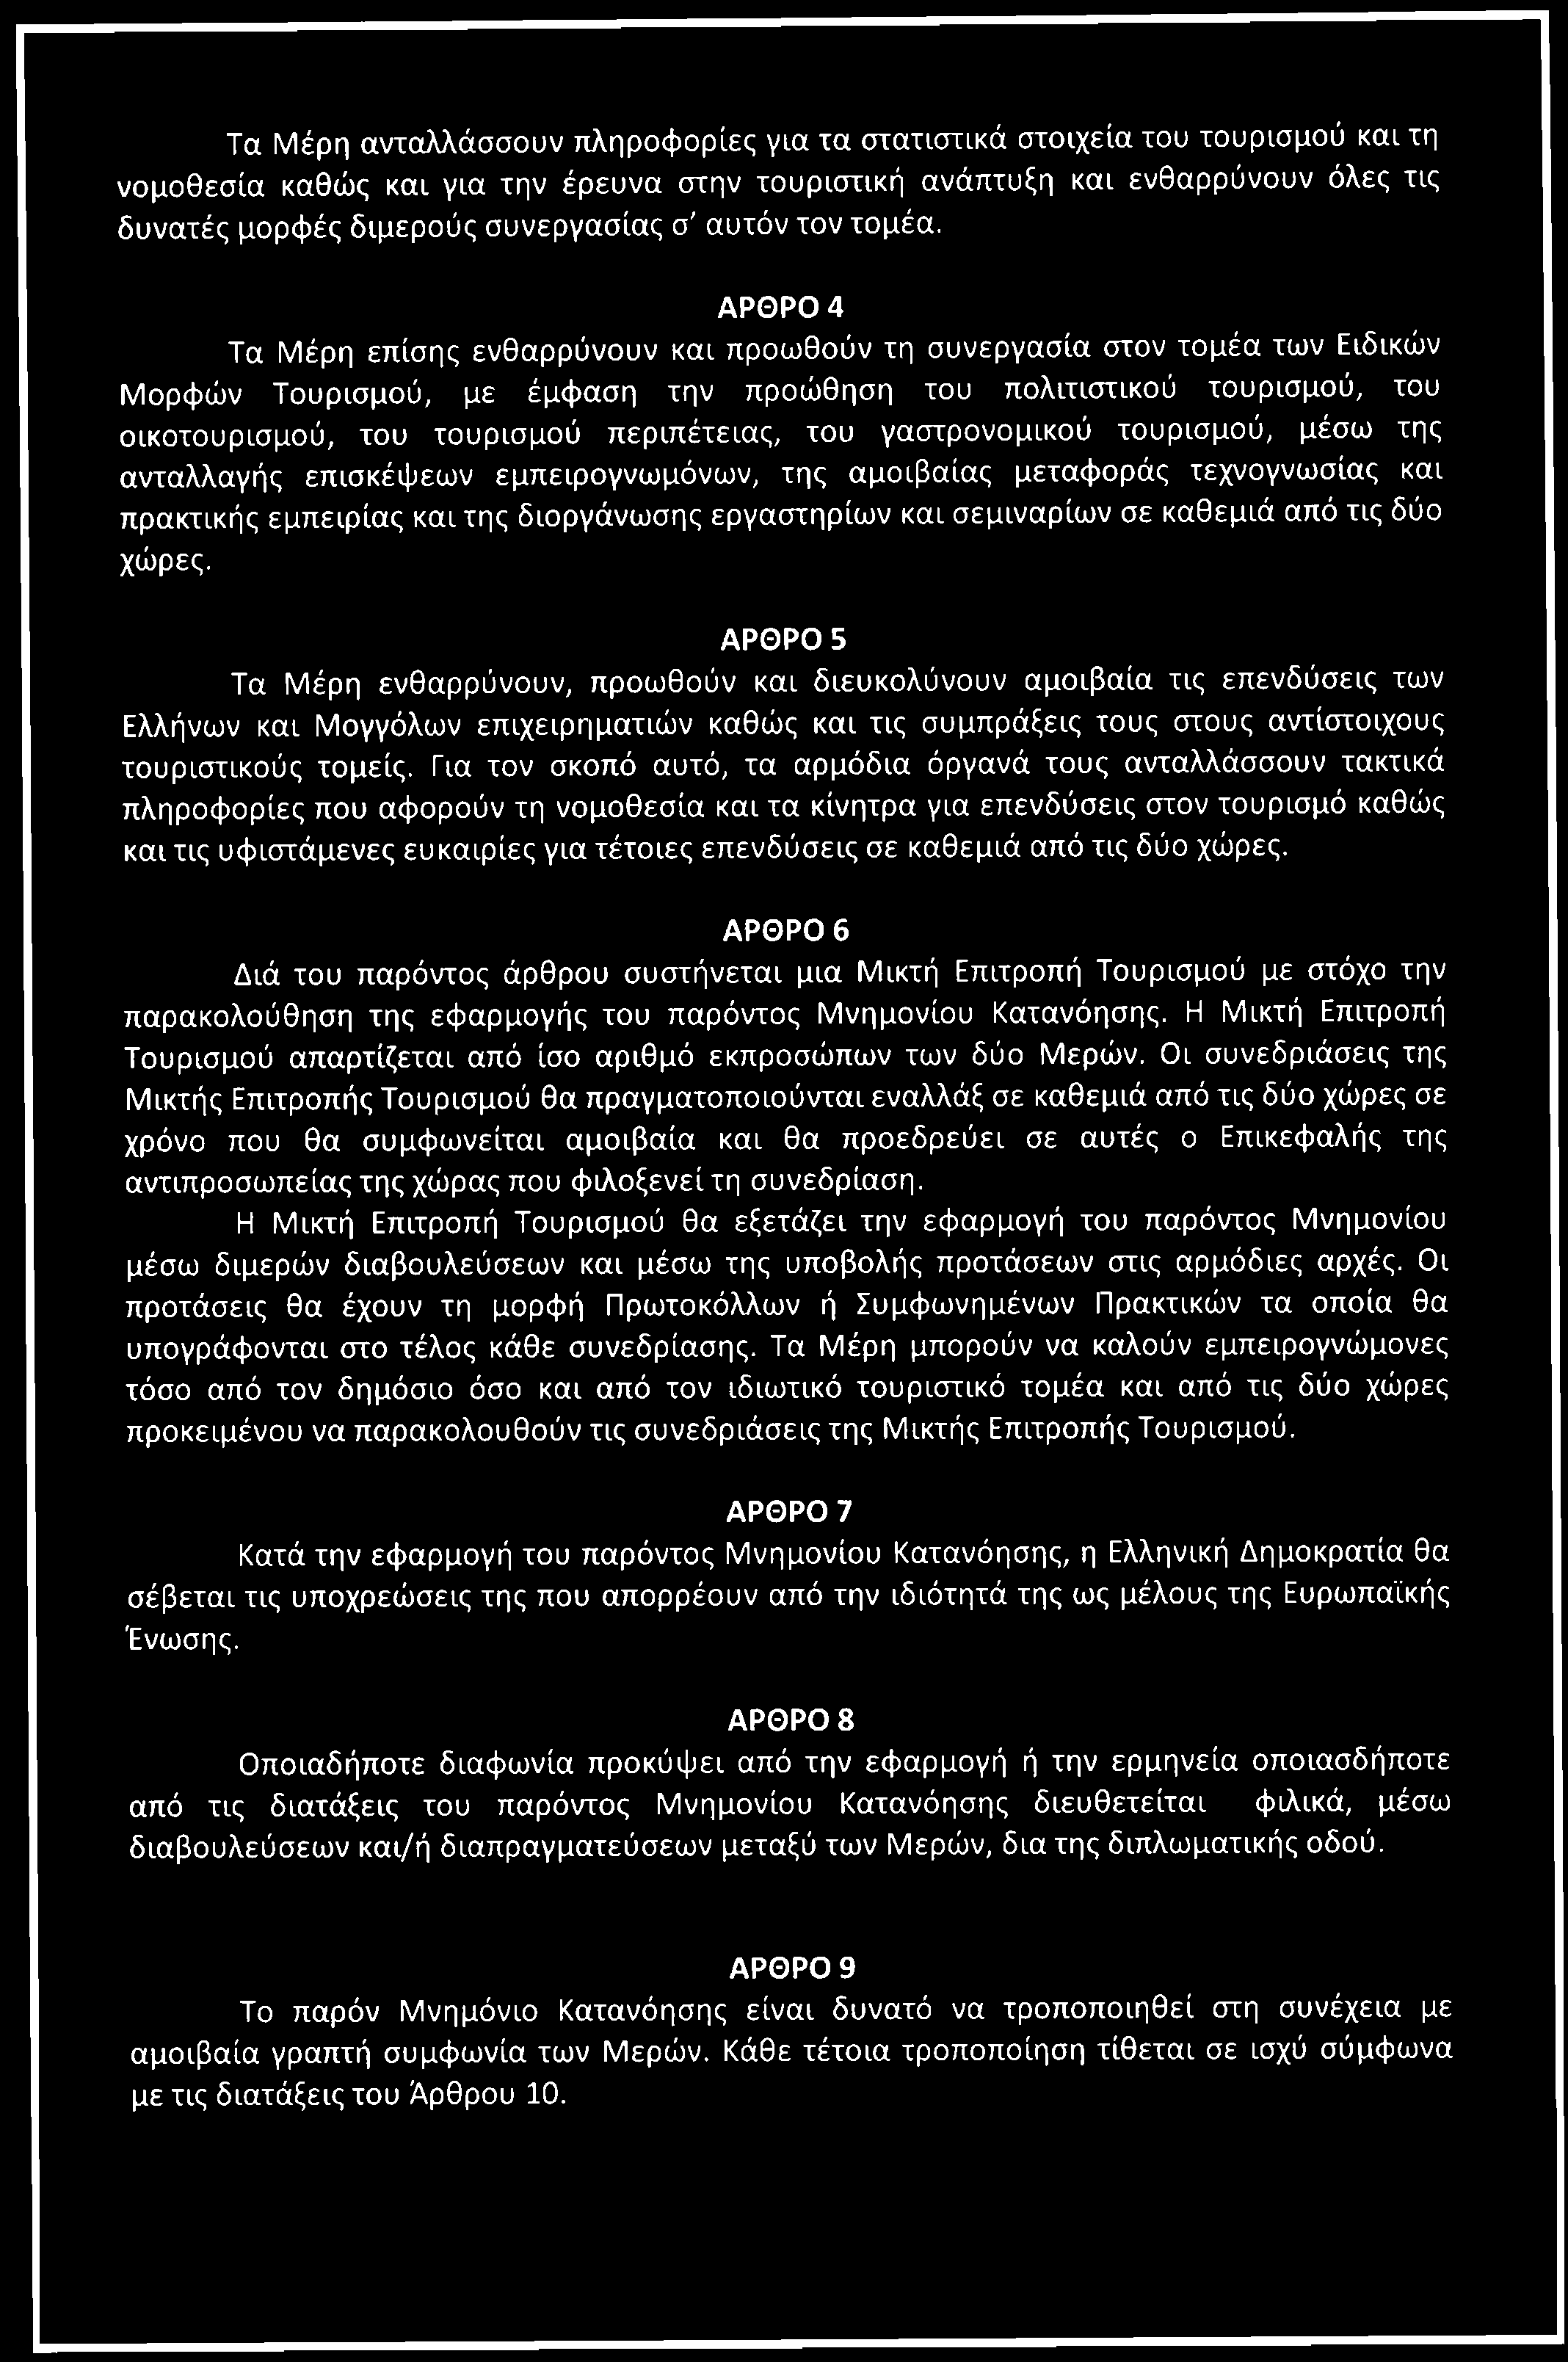 Τα Μέρη ανταλλάσσουν πληροφορίες για τα στατιστικά στοιχεία του τουρισμού και τη
νομοθεσία καθώς και για την έρευνα στην τουριστική ανάπτυξη και ενθαρρύνουν όλες τις
δυνατές μορφές διμερούς συνεργασίας σ' αυτόν τον τομέα.
ΑΡΘΡΟ 4
Τα Μέρη επίσης ενθαρρύνουν και προωθούν τη συνεργασία στον τομέα των Ειδικών
Μορφών Τουρισμού, με έμφαση την προώθηση του πολιτιστικού τουρισμού, του
οικοτουρισμού, του τουρισμού περιπέτειας, του γαστρονομικού τουρισμού, μέσω της
ανταλλαγής επισκέψεων εμπειρογνωμόνων, της αμοιβαίας μεταφοράς τεχνογνωσίας και
πρακτικής εμπειρίας και της διοργάνωσης εργαστηρίων και σεμιναρίων σε καθεμιά από τις δύο
χώρες.
ΑΡΘΡΟ 5
Τα Μέρη ενθαρρύνουν, προωθούν και διευκολύνουν αμοιβαία τις επενδύσεις των
Ελλήνων και Μογγόλων επιχειρηματιών καθώς και τις συμπράξεις τους στους αντίστοιχους
τουριστικούς τομείς. Για τον σκοπό αυτό, τα αρμόδια όργανά τους ανταλλάσσουν τακτικά
πληροφορίες που αφορούν τη νομοθεσία και τα κίνητρα για επενδύσεις στον τουρισμό καθώς
και τις υφιστάμενες ευκαιρίες για τέτοιες επενδύσεις σε καθεμιά από τις δύο χώρες.
ΑΡΘΡΟ 6
Διά του παρόντος άρθρου συστήνεται μια Μικτή Επιτροπή Τουρισμού με στόχο την
παρακολούθηση της εφαρμογής του παρόντος Μνημονίου Κατανόησης. Η Μικτή Επιτροπή
Τουρισμού απαρτίζεται από ίσο αριθμό εκπροσώπων των δύο Μερών. Οι συνεδριάσεις της
Μικτής Επιτροπής Τουρισμού θα πραγματοποιούνται εναλλάξ σε καθεμιά από τις δύο χώρες σε
χρόνο που θα συμφωνείται αμοιβαία και θα προεδρεύει σε αυτές ο Επικεφαλής της
αντιπροσωπείας της χώρας που φιλοξενεί τη συνεδρίαση.
Η Μικτή Επιτροπή Τουρισμού θα εξετάζει την εφαρμογή του παρόντος Μνημονίου
μέσω διμερών διαβουλεύσεων και μέσω της υποβολής προτάσεων στις αρμόδιες αρχές. Οι
προτάσεις θα έχουν τη μορφή Πρωτοκόλλων ή Συμφωνημένων Πρακτικών τα οποία θα
υπογράφονται στο τέλος κάθε συνεδρίασης. Τα Μέρη μπορούν να καλούν εμπειρογνώμονες
τόσο από τον δημόσιο όσο και από τον ιδιωτικό τουριστικό τομέα και από τις δύο χώρες
προκειμένου να παρακολουθούν τις συνεδριάσεις της Μικτής Επιτροπής Τουρισμού.
ΑΡΘΡΟ 7
Κατά την εφαρμογή του παρόντος Μνημονίου Κατανόησης, η Ελληνική Δημοκρατία θα
σέβεται τις υποχρεώσεις της που απορρέουν από την ιδιότητά της ως μέλους της Ευρωπαϊκής
Ένωσης.
ΑΡΘΡΟ 8
Οποιαδήποτε διαφωνία προκύψει από την εφαρμογή ή την ερμηνεία οποιασδήποτε
από τις διατάξεις του παρόντος Μνημονίου Κατανόησης διευθετείται φιλικά, μέσω
διαβουλεύσεων και/ή διαπραγματεύσεων μεταξύ των Μερών, δια της διπλωματικής οδού.
ΑΡΘΡΟ 9
Το παρόν Μνημόνιο Κατανόησης είναι δυνατό να τροποποιηθεί στη συνέχεια με
αμοιβαία γραπτή συμφωνία των Μερών. Κάθε τέτοια τροποποίηση τίθεται σε ισχύ σύμφωνα
με τις διατάξεις του Άρθρου 10.